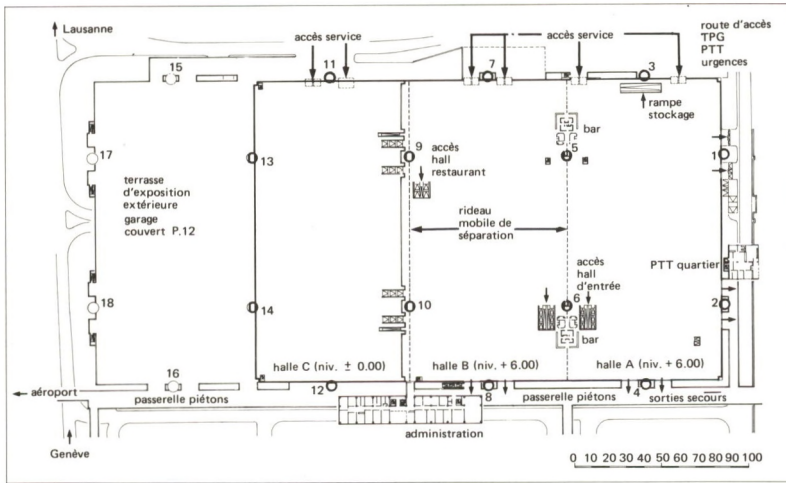 Lausanne
accès service
accès service
route d'accès
TPG
PTT
urgences
15
11
7
3
rampe
stockage
bar
17
13
9
5
1
accès
hall
restaurant
terrasse
d'exposition
extérieure
garage
couvert P.12
rideau
mobile de
séparation
accès
hall
d'entrée
PTT quartier
18
14
10
6
2
bar
16
halle C (niv. ± 0.00)
halle B (niv. + 6.00)
halle A (niv. + 6.00)
12
8
4
aéroport
passerelle piétons
passerelle piétons
sorties secours
administration
Genève
0 10 20 30 40 50 60 70 80 90 100